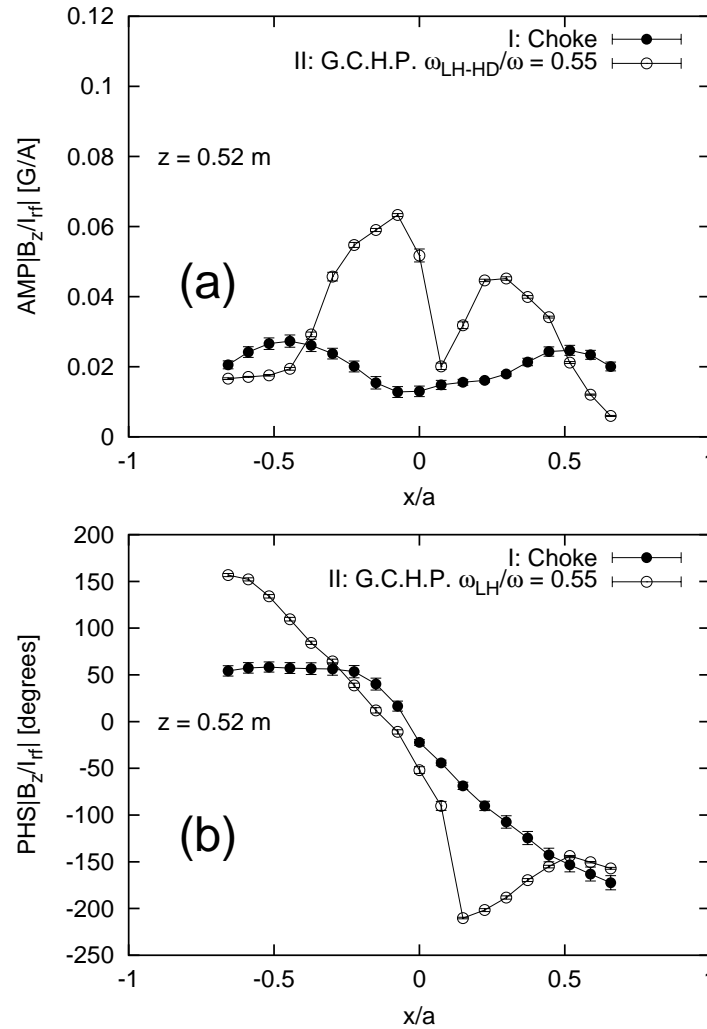 0.12
0.1
0.08
0.06
0.04
0.02
0
AMP|B_z/I_rf| [G/A]
I: Choke
II: G.C.H.P. ω_LH-HD/ω = 0.55
z = 0.52 m
(a)
-1 -0.5 0 0.5 1
x/a
200
150
100
50
0
-50
-100
-150
-200
-250
PHS|B_z/I_rf| [degrees]
I: Choke
II: G.C.H.P. ω_LH/ω = 0.55
z = 0.52 m
(b)
-1 -0.5 0 0.5 1
x/a